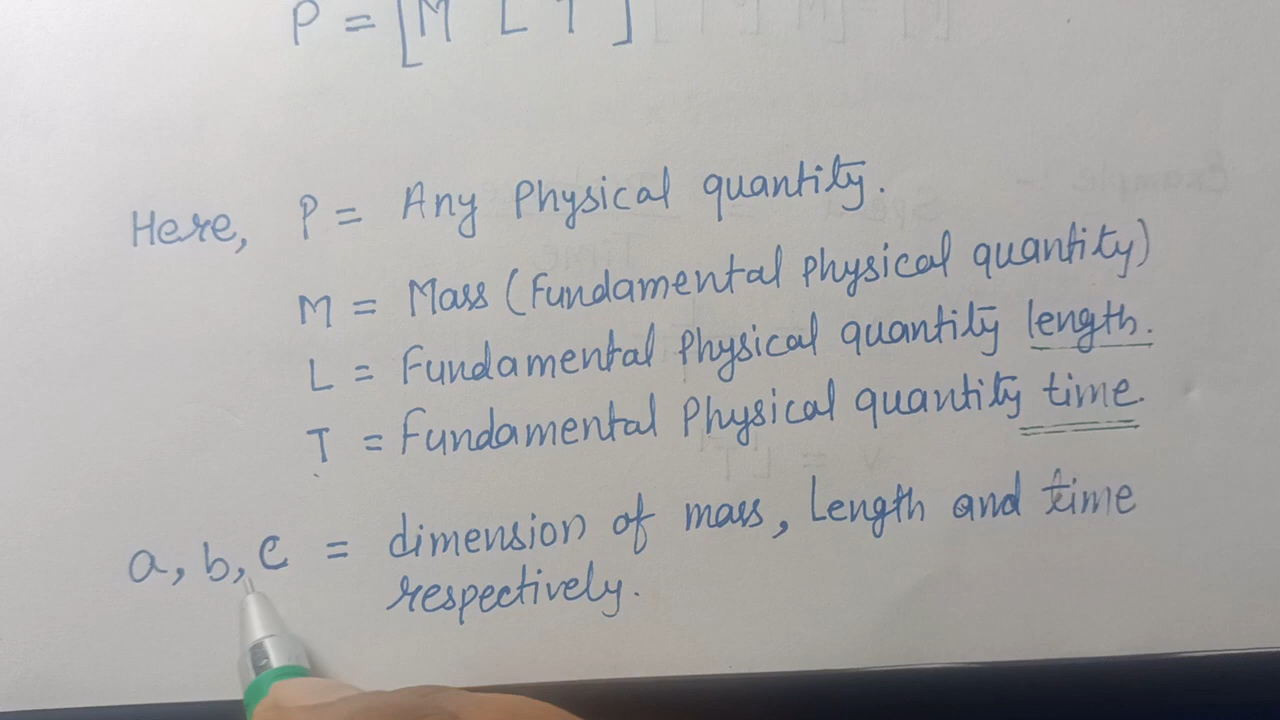 P = [M L T]
Here, P = Any Physical quantity.
M = Mass (Fundamental physical quantity)
L = Fundamental Physical quantity length.
T = Fundamental Physical quantity time.
a, b, c = dimension of mass, Length and time
respectively.